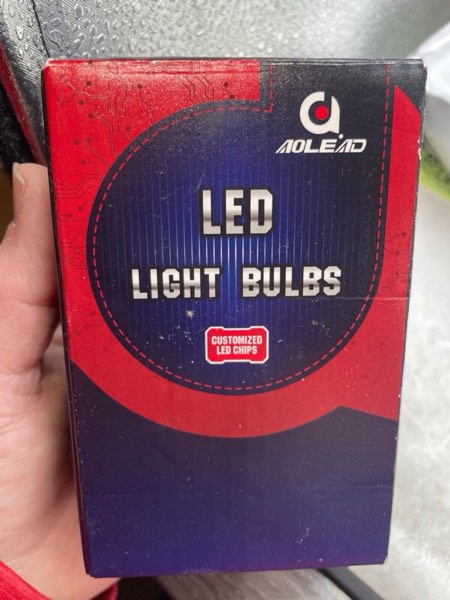 AOLEAD
LED
LIGHT BULBS
CUSTOMIZED
LED CHIPS